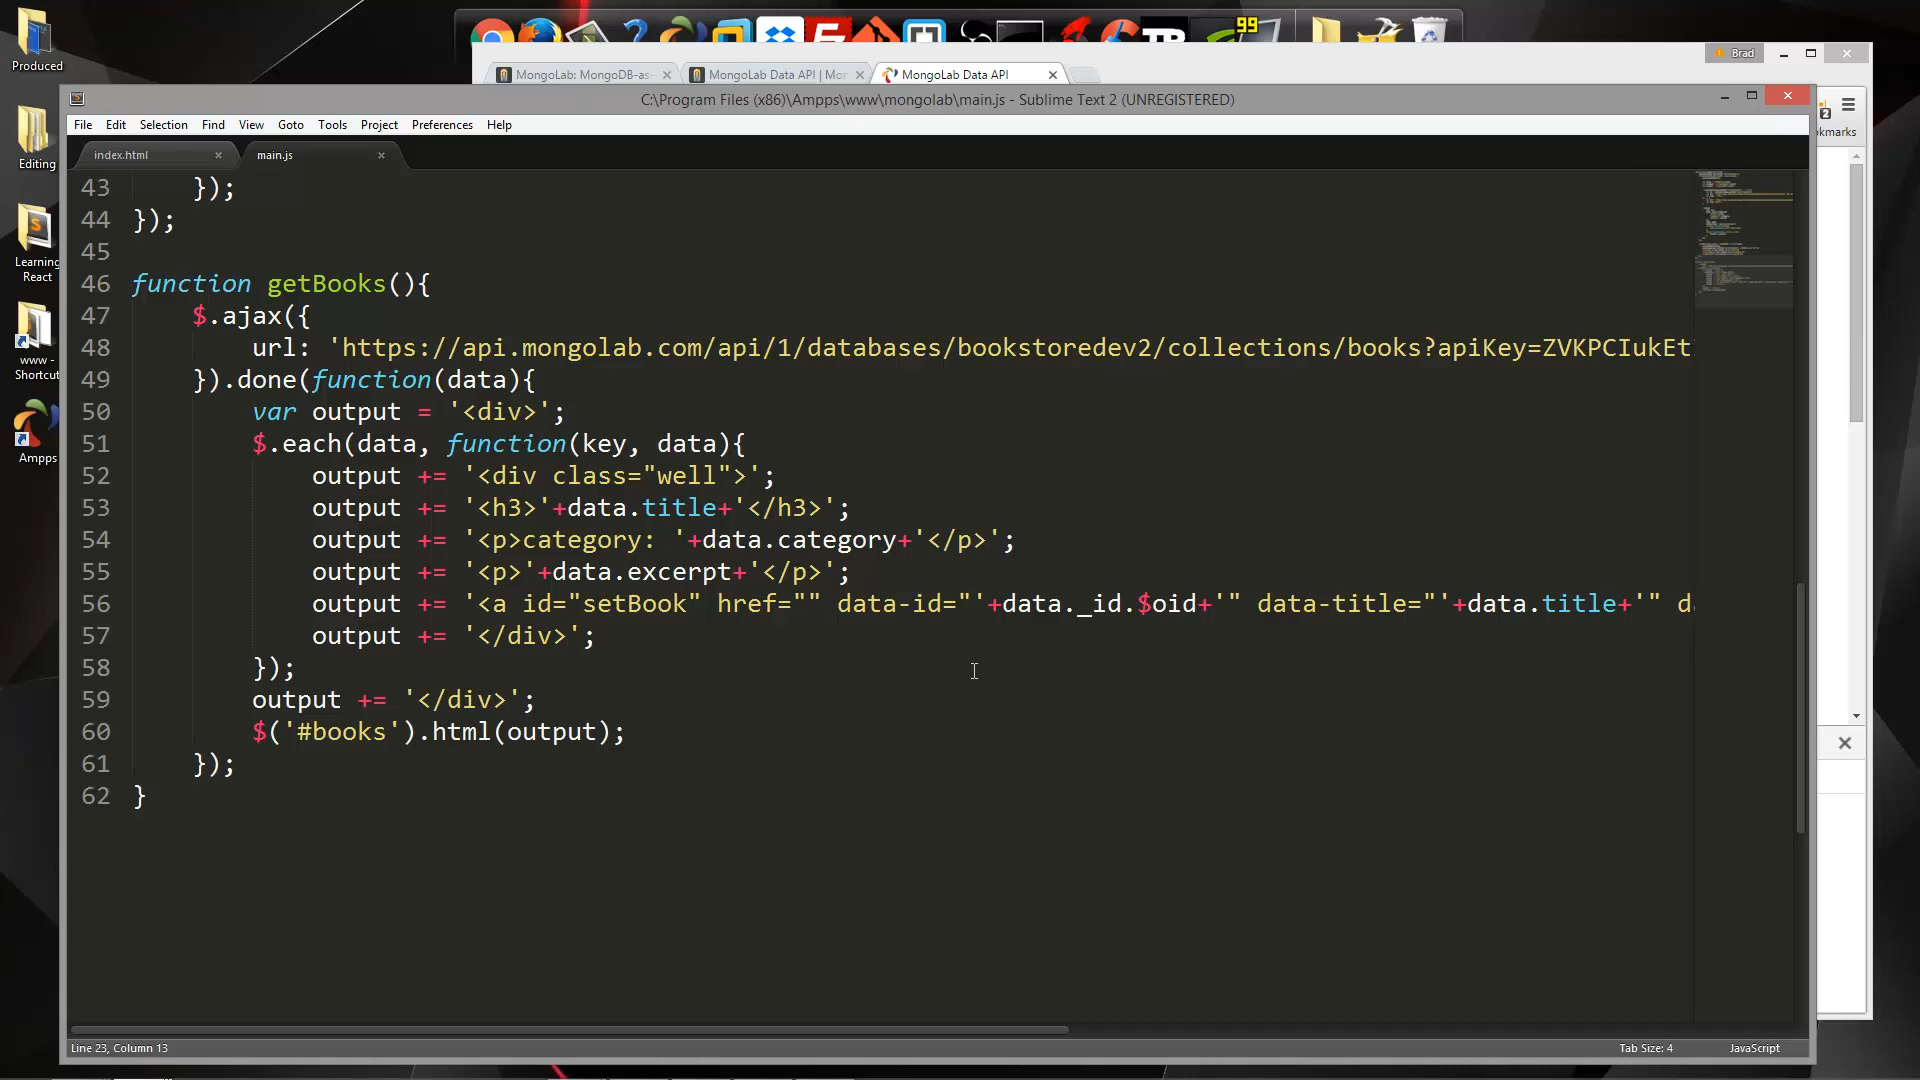 Produced
Editing
Learning
React
www -
Shortcut
Ampps
99
Brad
MongoLab: MongoDB-as-
MongoLab Data API | Mor
MongoLab Data API
2
kmarks
C:\Program Files (x86)\Ampps\www\mongolab\main.js - Sublime Text 2 (UNREGISTERED)
File Edit Selection Find View Goto Tools Project Preferences Help
index.html
main.js
43 });
44 });
45
46 function getBooks(){
47 $.ajax({
48 url: 'https://api.mongolab.com/api/1/databases/bookstoredev2/collections/books?apiKey=ZVKPCIukEt
49 }).done(function(data){
50 var output = '<div>';
51 $.each(data, function(key, data){
52 output += '<div class="well">';
53 output += '<h3>'+data.title+'</h3>';
54 output += '<p>category: '+data.category+'</p>';
55 output += '<p>'+data.excerpt+'</p>';
56 output += '<a id="setBook" href="" data-id="'+data._id.$oid+'" data-title="'+data.title+'" d
57 output += '</div>';
58 });
59 output += '</div>';
60 $('#books').html(output);
61 });
62 }
Line 23, Column 13
Tab Size: 4
JavaScript